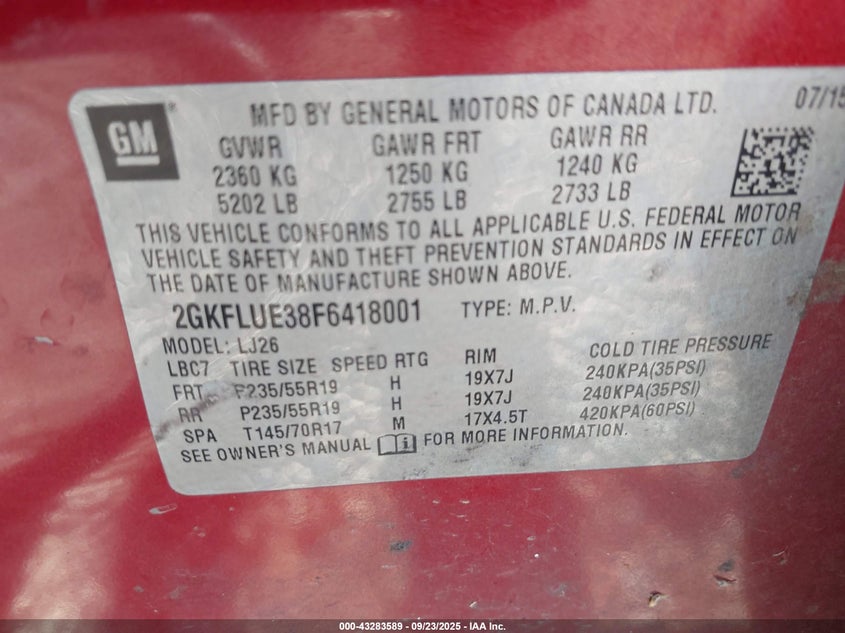 GM ®
MFD BY GENERAL MOTORS OF CANADA LTD. 07/15
GVWR GAWR FRT GAWR RR
2360 KG 1250 KG 1240 KG
5202 LB 2755 LB 2733 LB
THIS VEHICLE CONFORMS TO ALL APPLICABLE U.S. FEDERAL MOTOR
VEHICLE SAFETY AND THEFT PREVENTION STANDARDS IN EFFECT ON
THE DATE OF MANUFACTURE SHOWN ABOVE.
2GKFLUE38F6418001 TYPE: M.P.V.
MODEL: LJ26
LBC7 TIRE SIZE SPEED RTG RIM COLD TIRE PRESSURE
FRT P235/55R19 H 19X7J 240KPA(35PSI)
RR P235/55R19 H 19X7J 240KPA(35PSI)
SPA T145/70R17 M 17X4.5T 420KPA(60PSI)
SEE OWNER'S MANUAL FOR MORE INFORMATION.
000-43283589 - 09/23/2025 - IAA Inc.